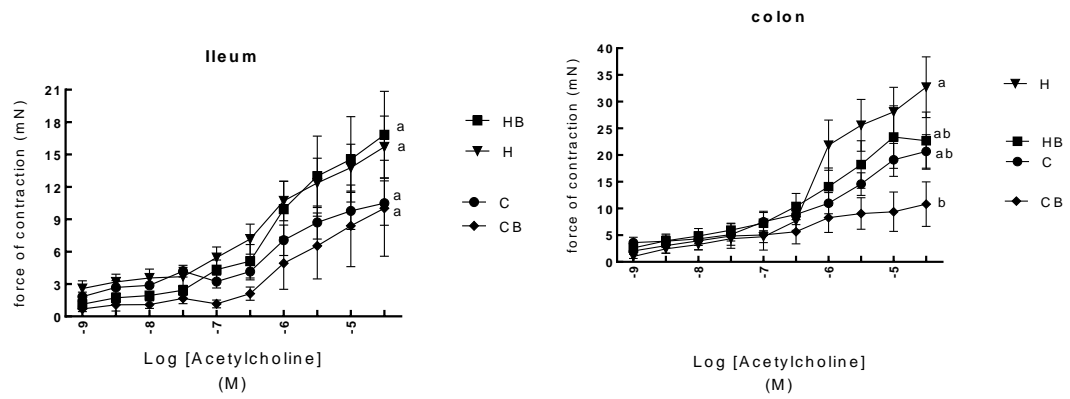 Ileum
force of contraction (mN)
21
18
15
12
9
6
3
0
-9
-8
-7
-6
-5
a
a
a
a
HB
H
C
CB
Log [Acetylcholine]
(M)
colon
force of contraction (mN)
40
35
30
25
20
15
10
5
0
-9
-8
-7
-6
-5
a
ab
ab
b
H
HB
C
CB
Log [Acetylcholine]
(M)